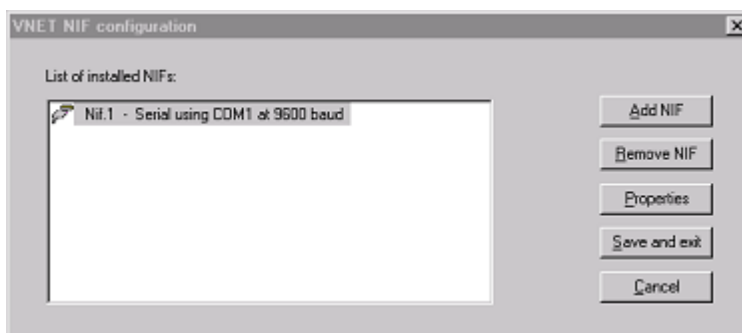 VNET NIF configuration
List of installed NIFs:
Nif.1 - Serial using COM1 at 9600 baud
Add NIF
Remove NIF
Properties
Save and exit
Cancel